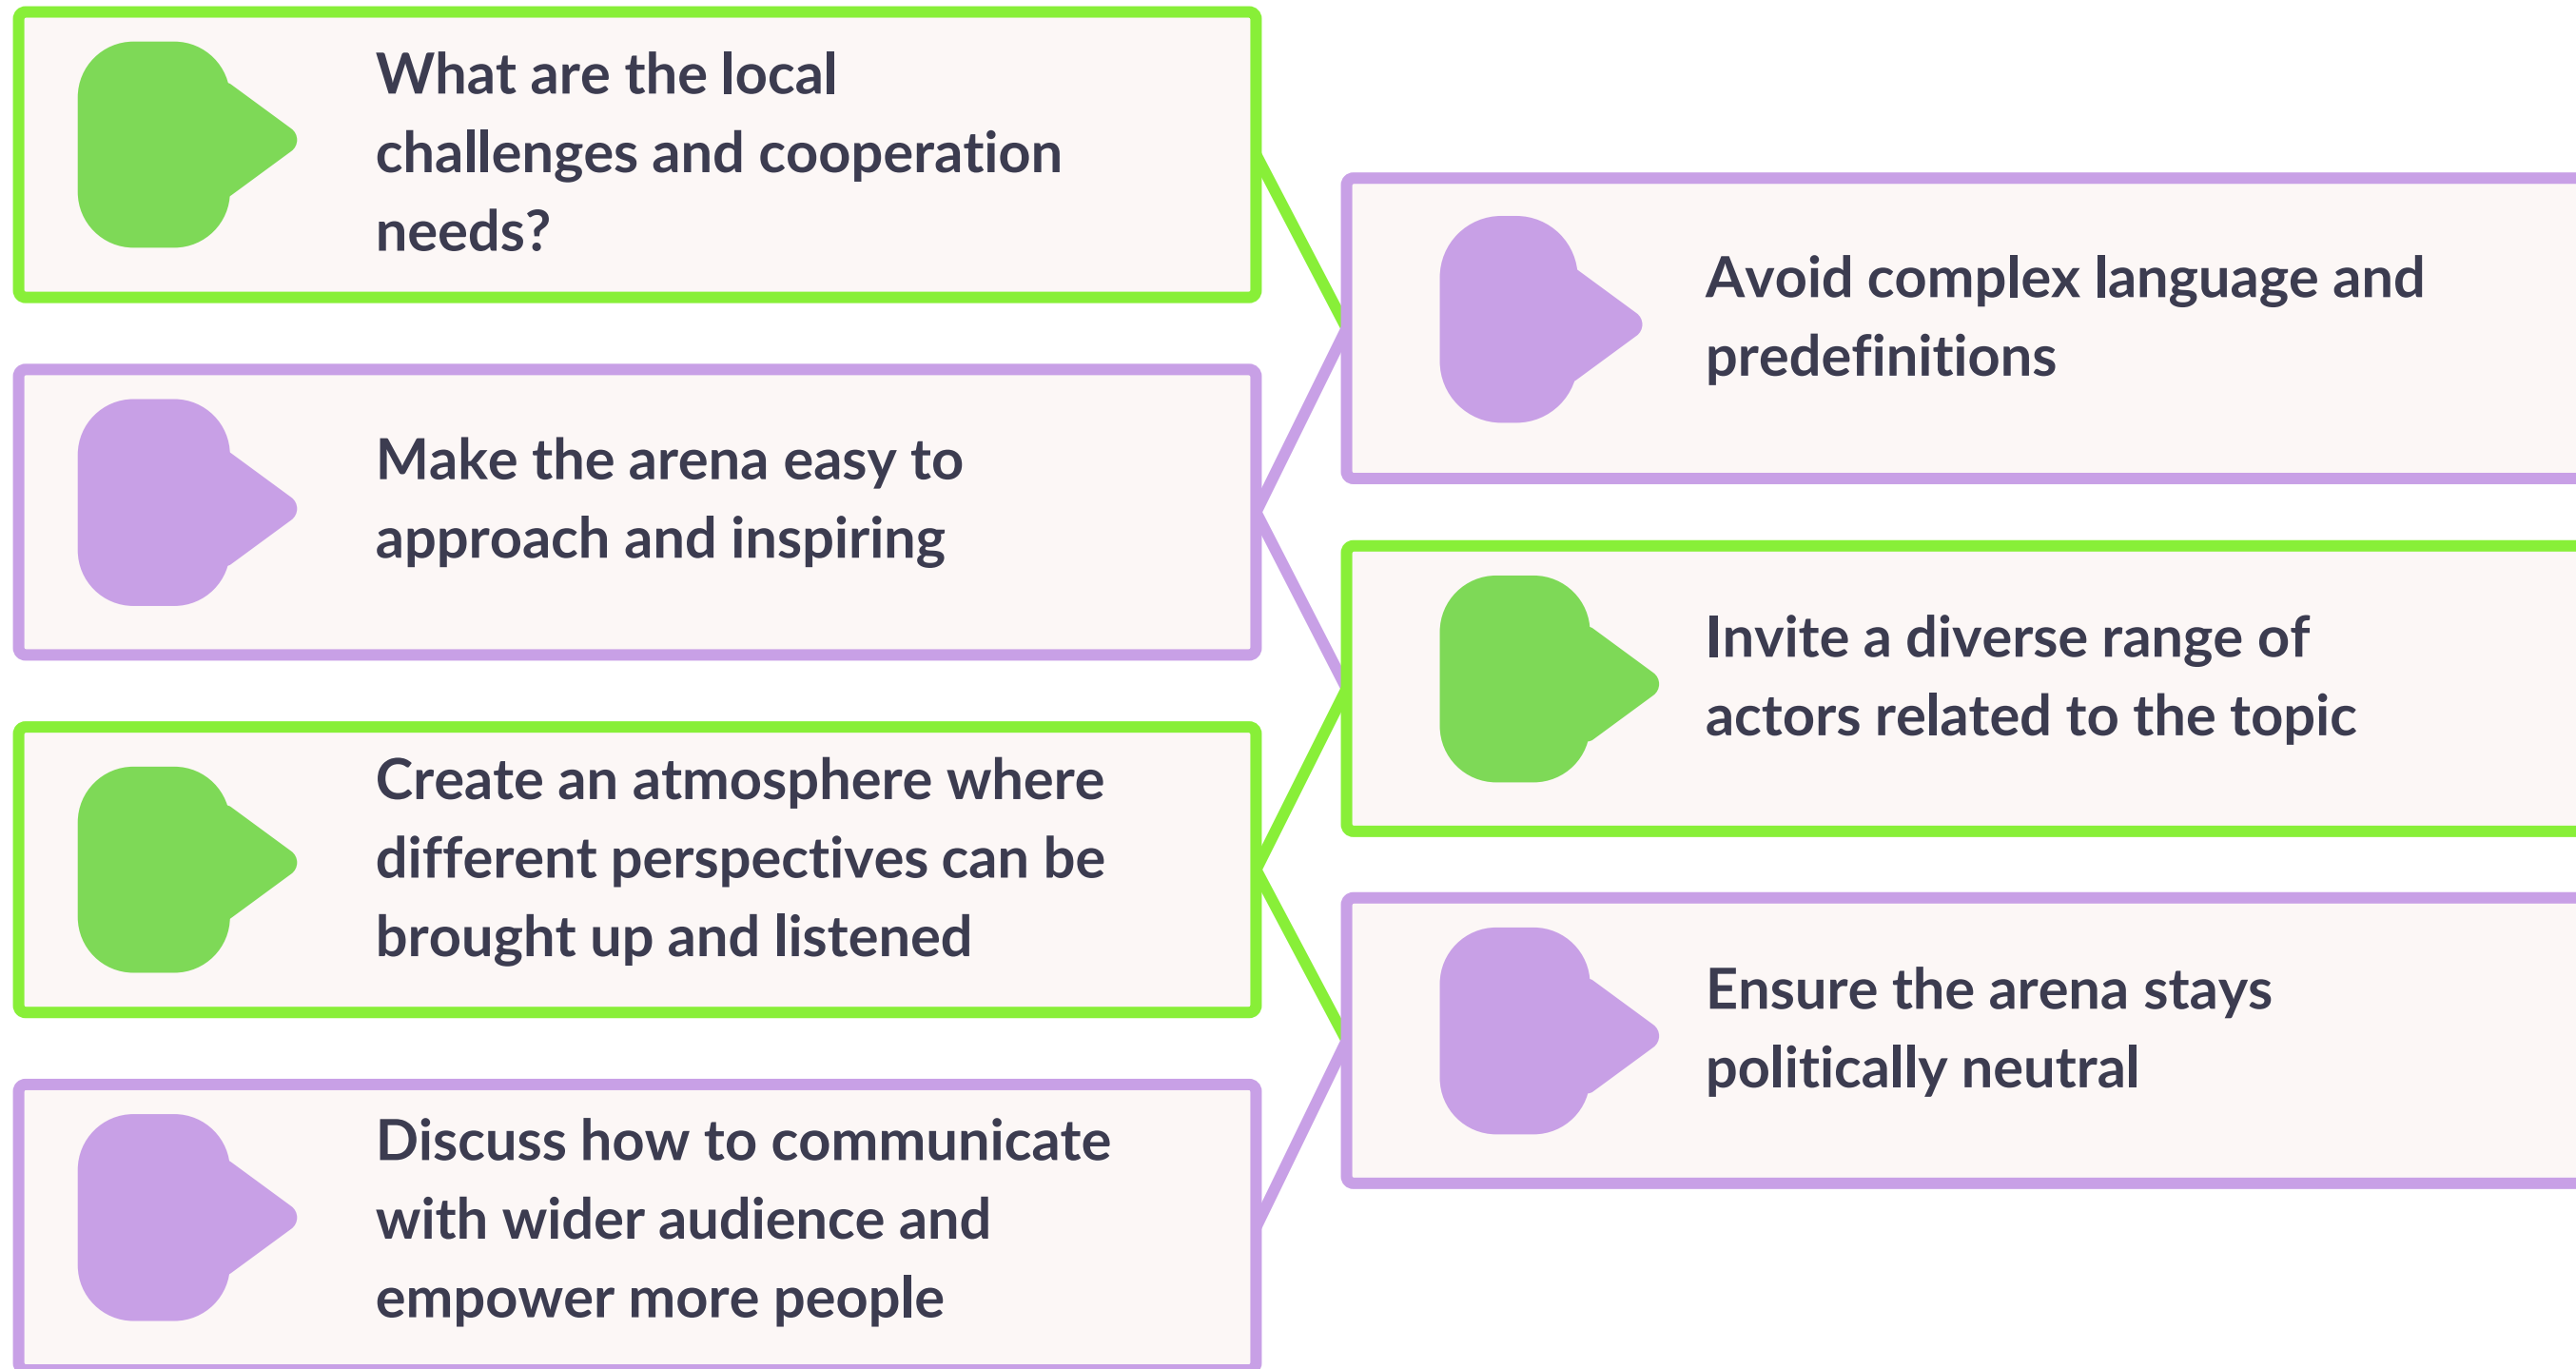 What are the local
challenges and cooperation
needs?
Avoid complex language and
predefinitions
Make the arena easy to
approach and inspiring
Invite a diverse range of
actors related to the topic
Create an atmosphere where
different perspectives can be
brought up and listened
Ensure the arena stays
politically neutral
Discuss how to communicate
with wider audience and
empower more people